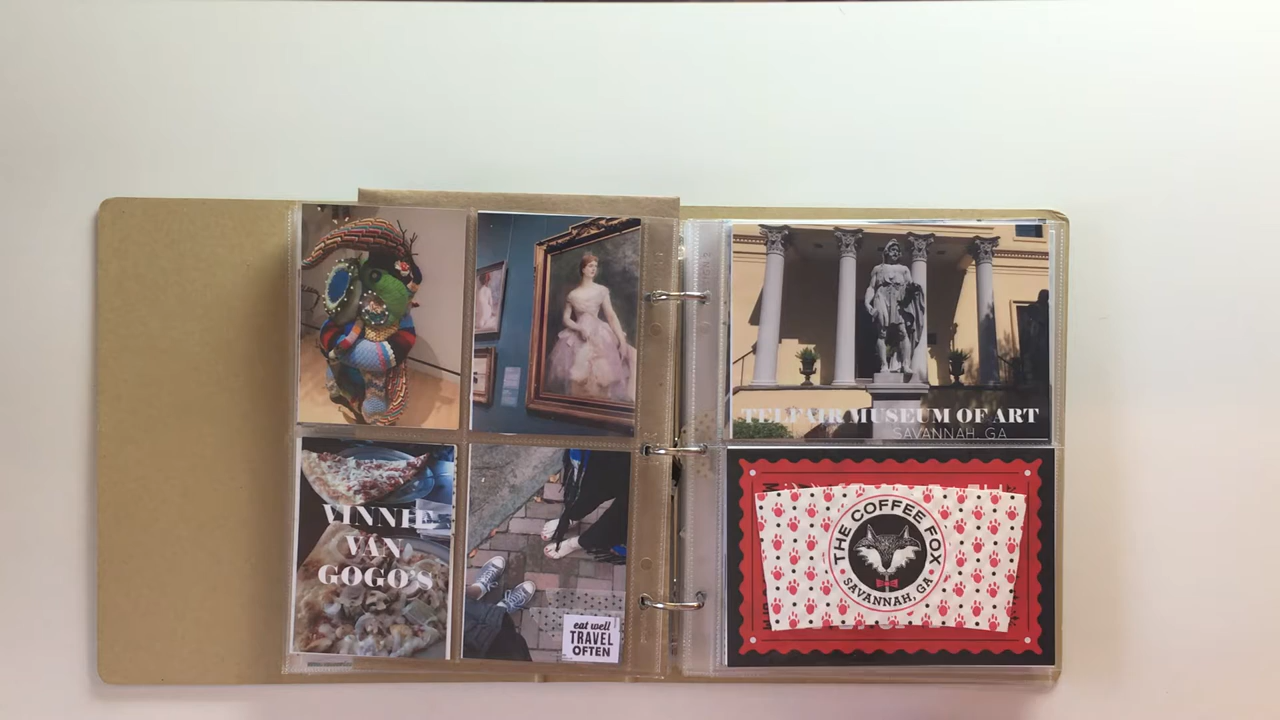 VINNIE
VAN
GOGO'S
eat well
TRAVEL
OFTEN
TELFAIR MUSEUM OF ART
SAVANNAH, GA
THE COFFEE FOX
SAVANNAH, GA